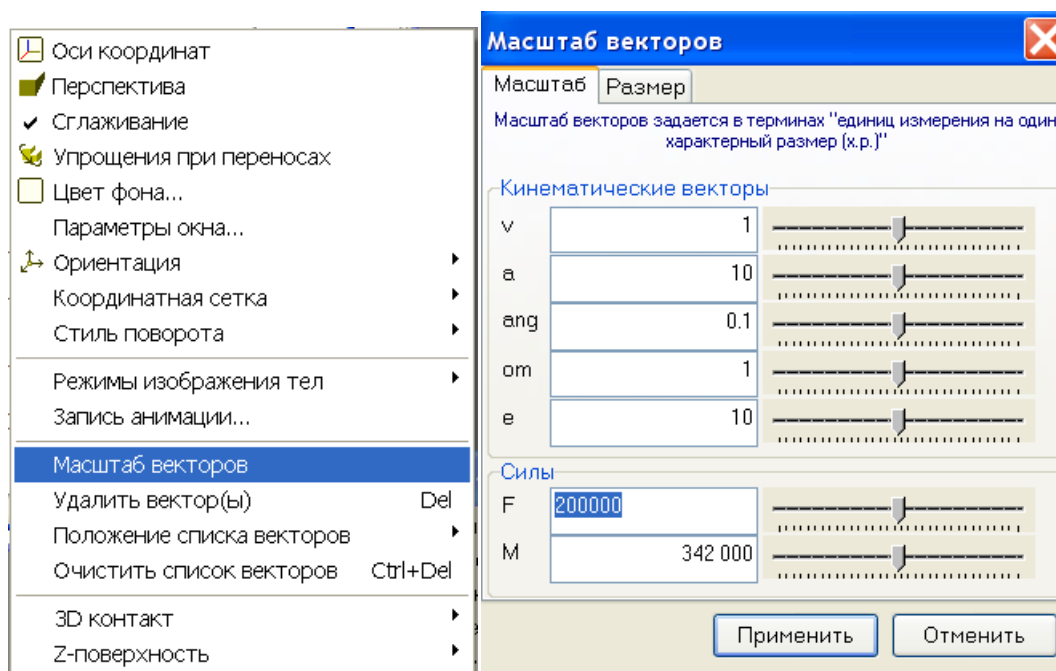 Оси координат
Перспектива
Сглаживание
Упрощения при переносах
Цвет фона...
Параметры окна...
Ориентация
Координатная сетка
Стиль поворота
Режимы изображения тел
Запись анимации...
Масштаб векторов
Удалить вектор(ы) Del
Положение списка векторов
Очистить список векторов Ctrl+Del
3D контакт
Z-поверхность
Масштаб векторов
Масштаб Размер
Масштаб векторов задается в терминах "единиц измерения на один
характерный размер (х.р.)"
Кинематические векторы
v 1
a 10
ang 0.1
om 1
e 10
Силы
F 200000
M 342 000
Применить Отменить